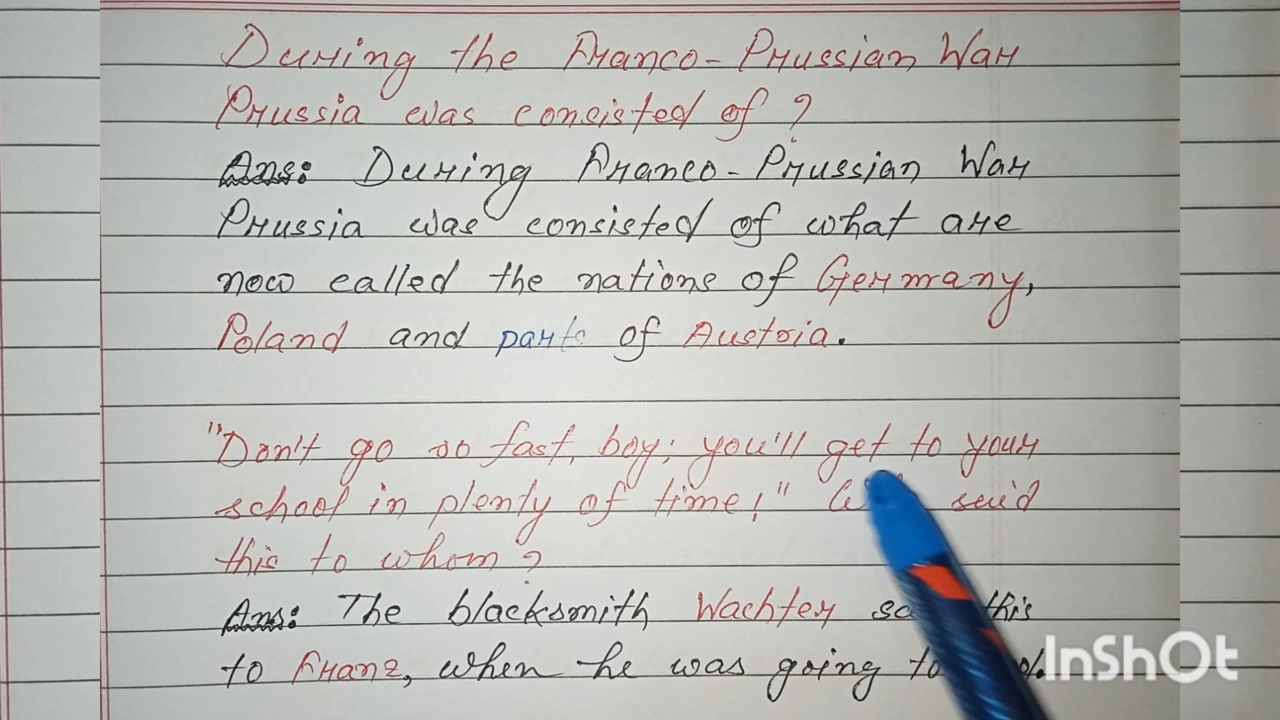 During the Franco-Prussian War
Prussia was consisted of ?
Ans: During Franco-Prussian War
Prussia was consisted of what are
now called the nations of Germany,
Poland and parts of Austria.
"Don't go so fast, boy; you'll get to your
school in plenty of time!" said
this to whom ?
Ans: The blacksmith Wachter this
to Franz, when he was going to
InShOt